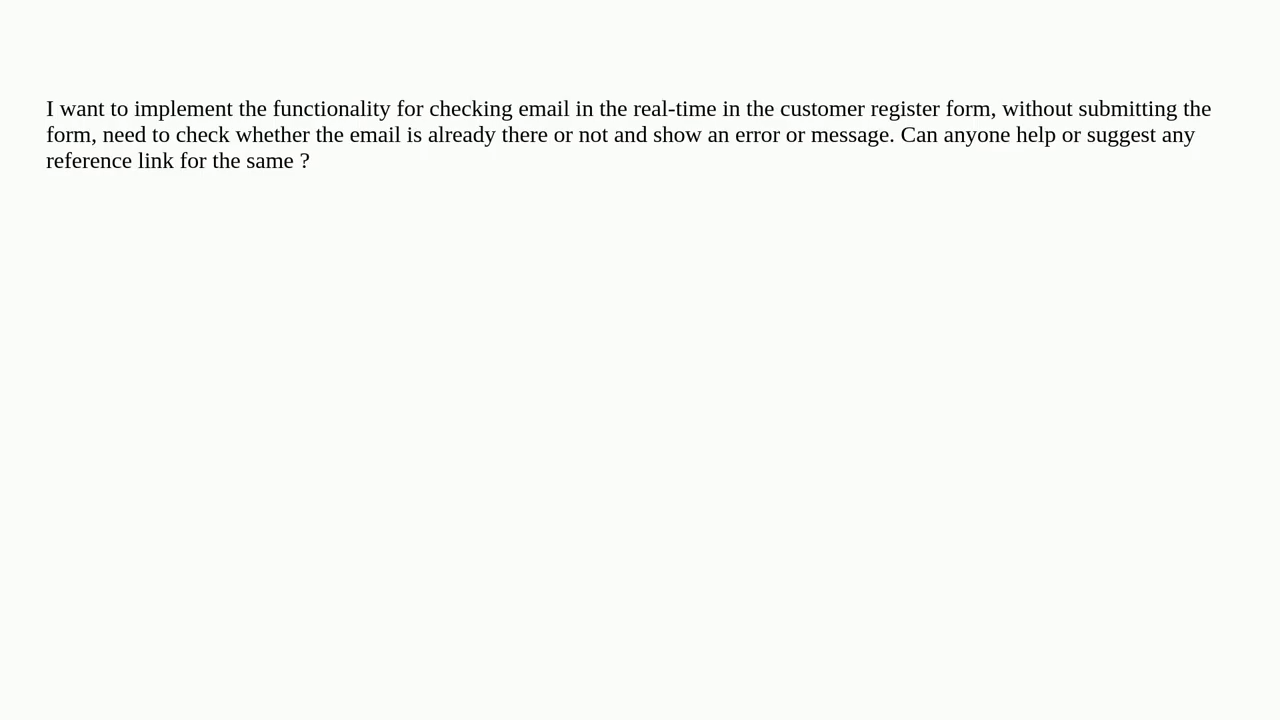 I want to implement the functionality for checking email in the real-time in the customer register form, without submitting the
form, need to check whether the email is already there or not and show an error or message. Can anyone help or suggest any
reference link for the same ?